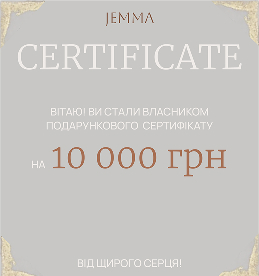 JEMMA
CERTIFICATE
ВІТАЮ! ВИ СТАЛИ ВЛАСНИКОМ
ПОДАРУНКОВОГО СЕРТИФІКАТУ
НА 10 000 грн
ВІД ЩИРОГО СЕРЦЯ!